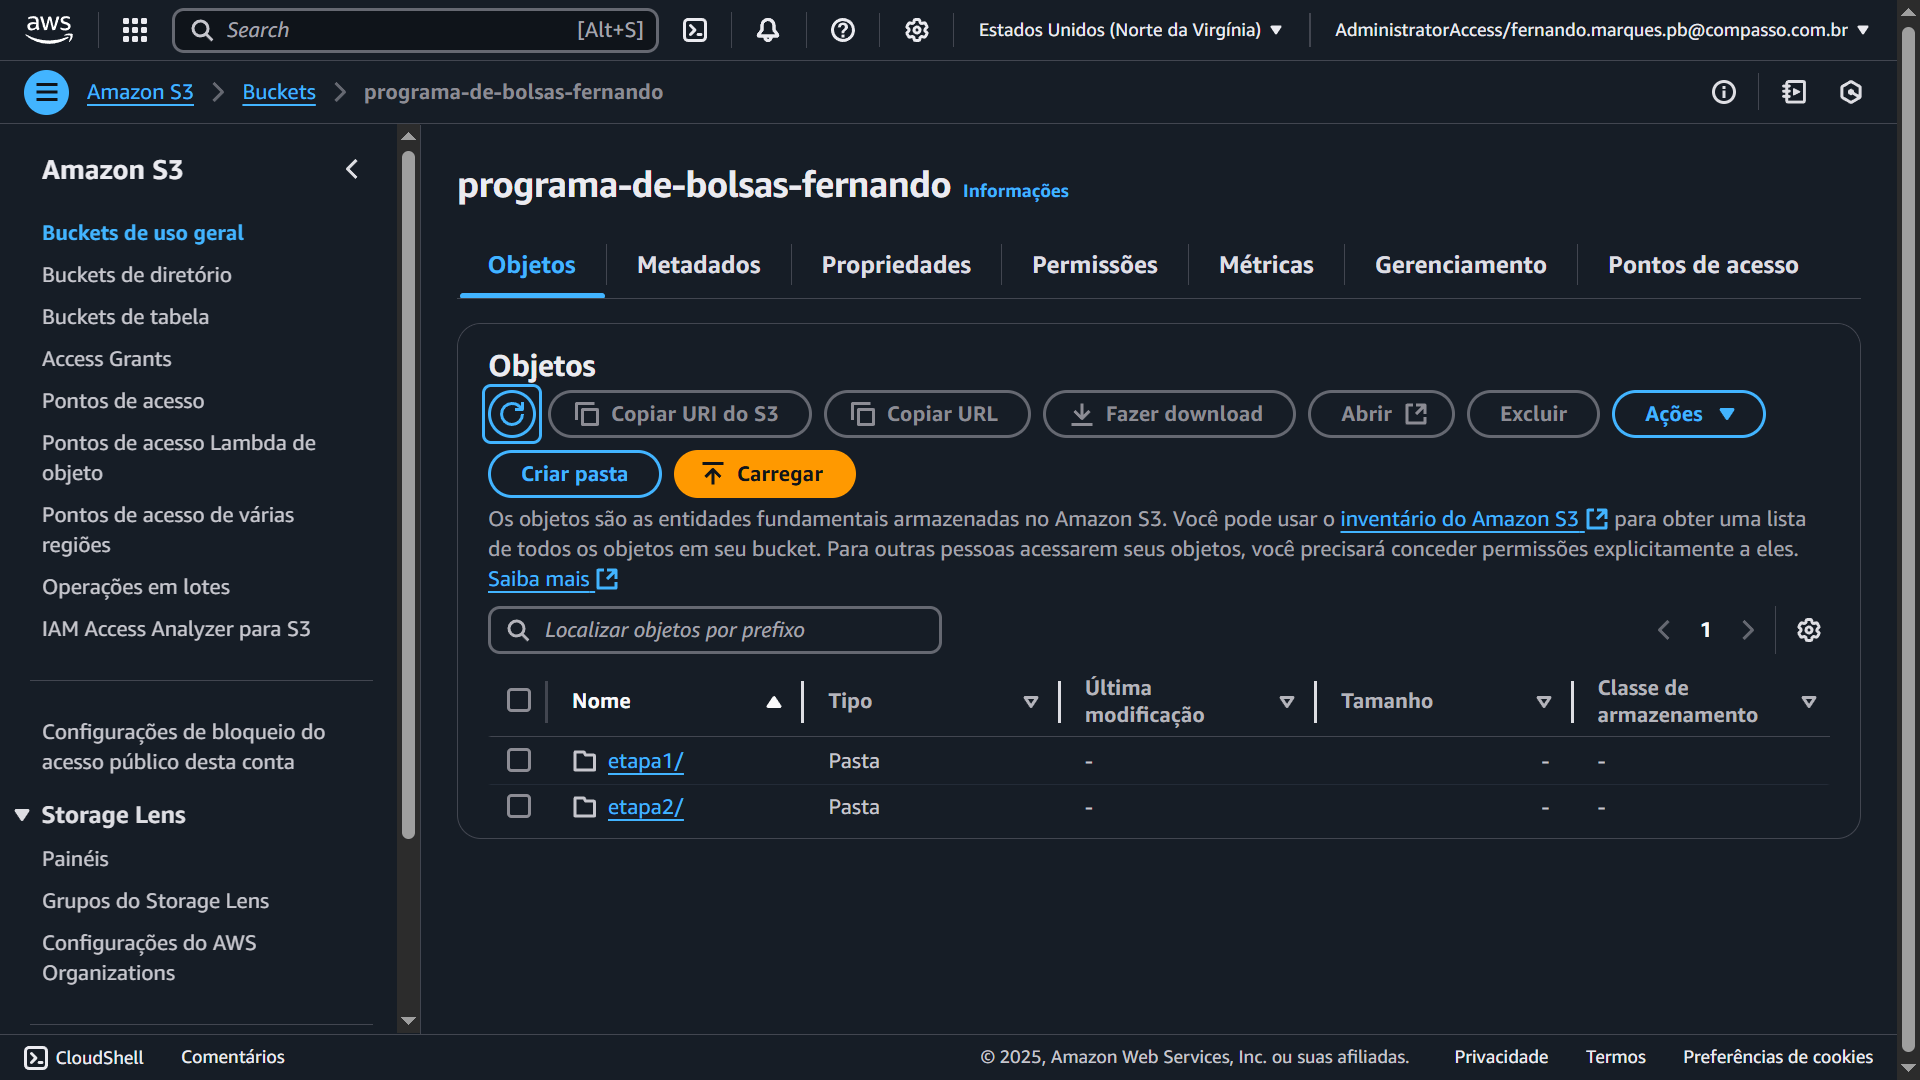 aws
Search [Alt+S]
Estados Unidos (Norte da Virgínia)
AdministratorAccess/fernando.marques.pb@compasso.com.br
Amazon S3
Buckets
programa-de-bolsas-fernando
Amazon S3
Buckets de uso geral
Buckets de diretório
Buckets de tabela
Access Grants
Pontos de acesso
Pontos de acesso Lambda de
objeto
Pontos de acesso de várias
regiões
Operações em lotes
IAM Access Analyzer para S3
Configurações de bloqueio do
acesso público desta conta
Storage Lens
Painéis
Grupos do Storage Lens
Configurações do AWS
Organizations
programa-de-bolsas-fernando Informações
Objetos
Metadados
Propriedades
Permissões
Métricas
Gerenciamento
Pontos de acesso
Objetos
Copiar URI do S3
Copiar URL
Fazer download
Abrir
Excluir
Ações
Criar pasta
Carregar
Os objetos são as entidades fundamentais armazenadas no Amazon S3. Você pode usar o inventário do Amazon S3 para obter uma lista
de todos os objetos em seu bucket. Para outras pessoas acessarem seus objetos, você precisará conceder permissões explicitamente a eles.
Saiba mais
Localizar objetos por prefixo
1
Nome
Tipo
Última
modificação
Tamanho
Classe de
armazenamento
etapa1/ Pasta - - -
etapa2/ Pasta - - -
CloudShell
Comentários
© 2025, Amazon Web Services, Inc. ou suas afiliadas.
Privacidade
Termos
Preferências de cookies